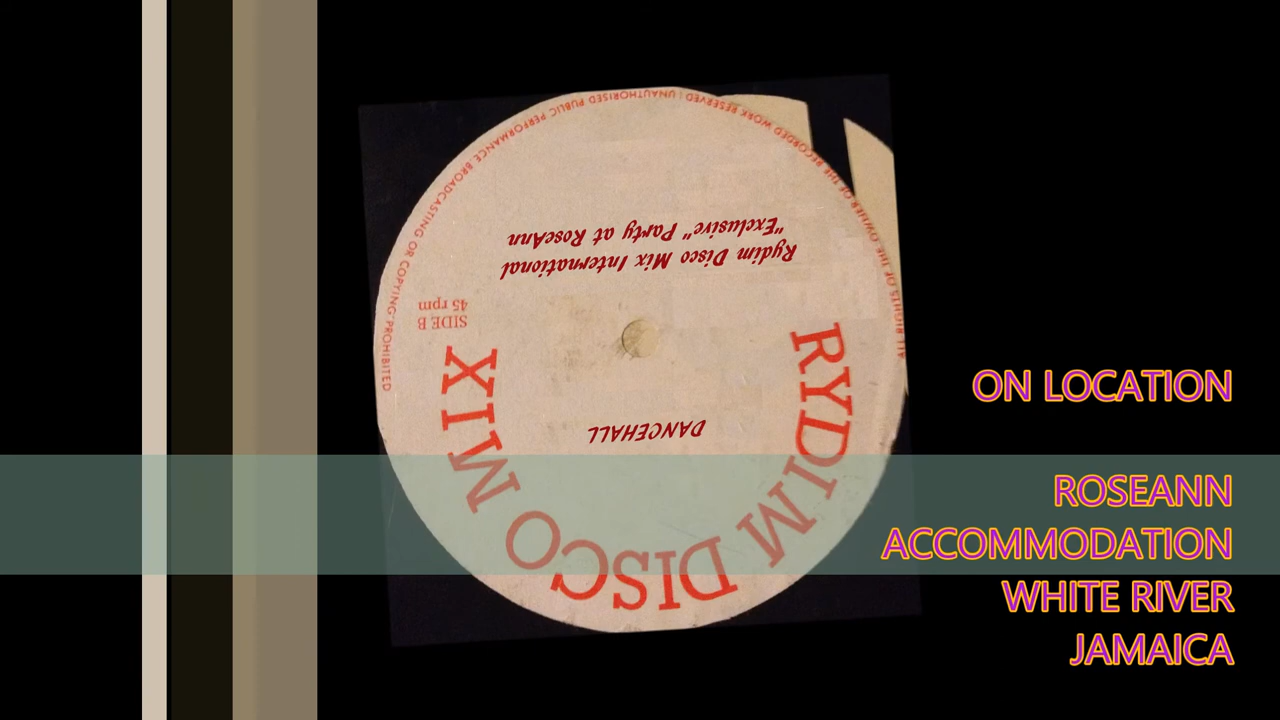 RYDIM DISCO MIX
DANCEHALL
SIDE B
45 rpm
Rydim Disco Mix International
"Exclusive" Party at RoseAnn
ALL RIGHTS OF THE OWNER OF THE RECORDED WORK RESERVED : UNAUTHORISED PUBLIC PERFORMANCE BROADCASTING OR COPYING PROHIBITED
ON LOCATION
ROSEANN
ACCOMMODATION
WHITE RIVER
JAMAICA